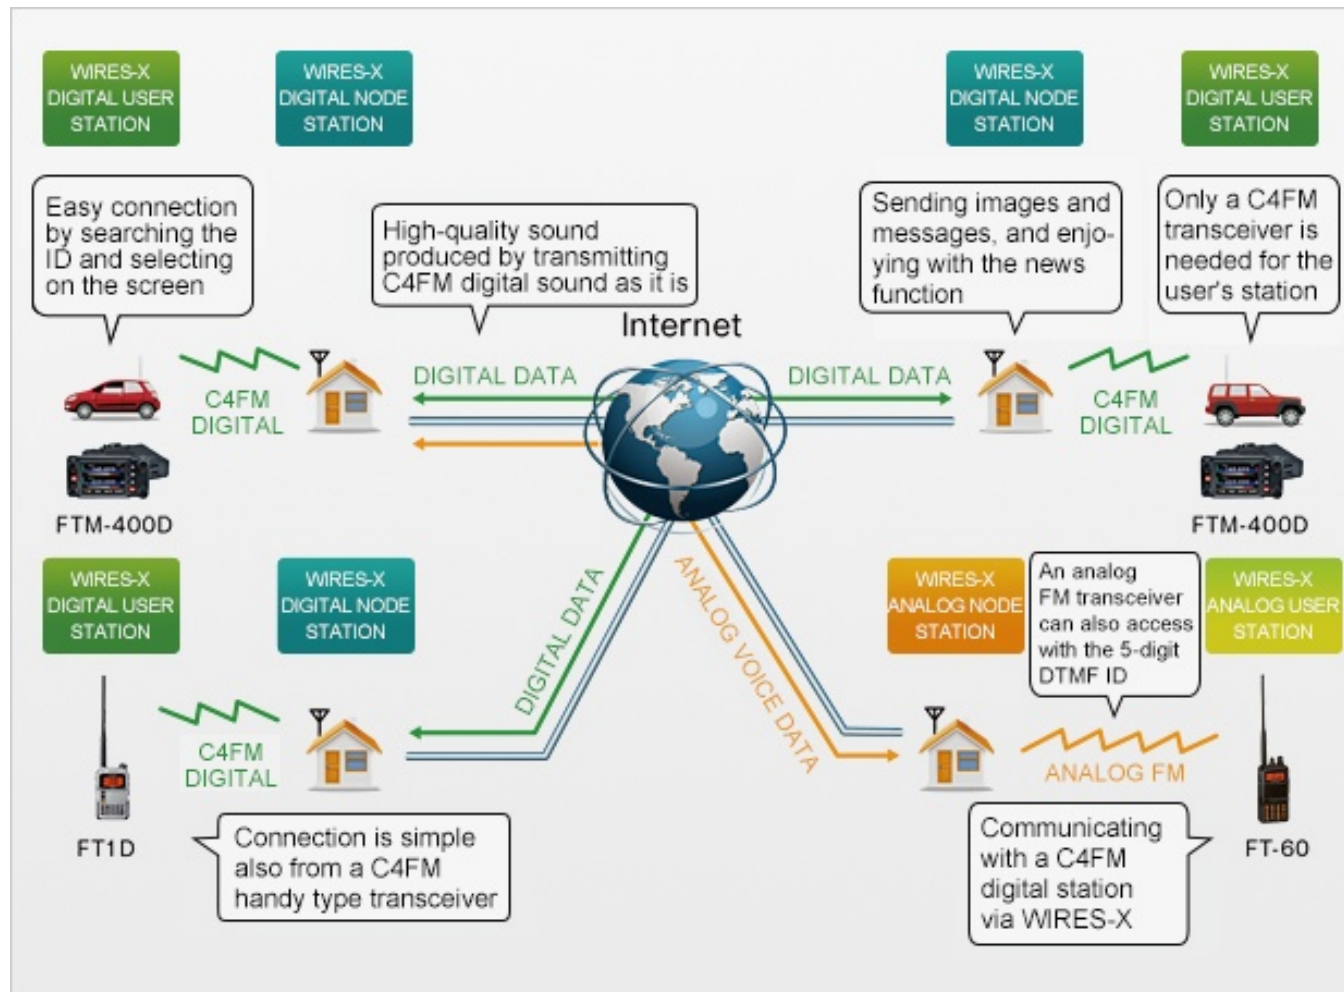 WIRES-X
DIGITAL USER
STATION
WIRES-X
DIGITAL NODE
STATION
WIRES-X
DIGITAL NODE
STATION
WIRES-X
DIGITAL USER
STATION
Easy connection
by searching the
ID and selecting
on the screen
High-quality sound
produced by transmitting
C4FM digital sound as it is
Sending images and
messages, and enjo-
ying with the news
function
Only a C4FM
transceiver is
needed for the
user's station
Internet
C4FM
DIGITAL
DIGITAL DATA
DIGITAL DATA
C4FM
DIGITAL
FTM-400D
FTM-400D
WIRES-X
DIGITAL USER
STATION
WIRES-X
DIGITAL NODE
STATION
DIGITAL DATA
ANALOG VOICE DATA
WIRES-X
ANALOG NODE
STATION
An analog
FM transceiver
can also access
with the 5-digit
DTMF ID
WIRES-X
ANALOG USER
STATION
C4FM
DIGITAL
ANALOG FM
FT1D
Connection is simple
also from a C4FM
handy type transceiver
Communicating
with a C4FM
digital station
via WIRES-X
FT-60